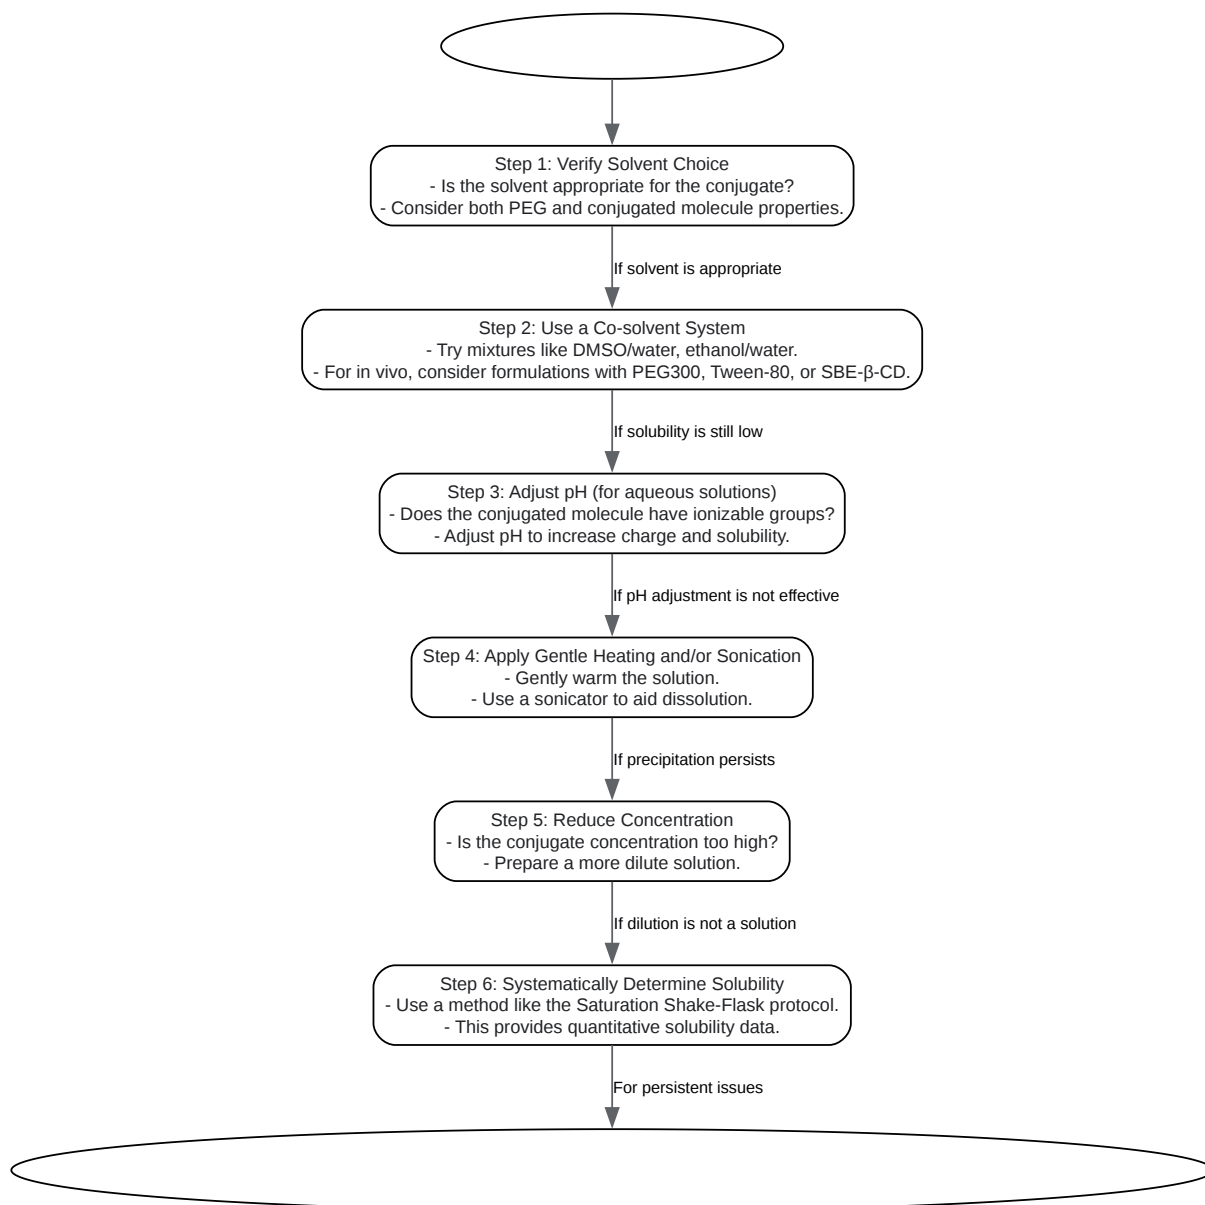 Step 1: Verify Solvent Choice
- Is the solvent appropriate for the conjugate?
- Consider both PEG and conjugated molecule properties.
If solvent is appropriate
Step 2: Use a Co-solvent System
- Try mixtures like DMSO/water, ethanol/water.
- For in vivo, consider formulations with PEG300, Tween-80, or SBE-β-CD.
If solubility is still low
Step 3: Adjust pH (for aqueous solutions)
- Does the conjugated molecule have ionizable groups?
- Adjust pH to increase charge and solubility.
If pH adjustment is not effective
Step 4: Apply Gentle Heating and/or Sonication
- Gently warm the solution.
- Use a sonicator to aid dissolution.
If precipitation persists
Step 5: Reduce Concentration
- Is the conjugate concentration too high?
- Prepare a more dilute solution.
If dilution is not a solution
Step 6: Systematically Determine Solubility
- Use a method like the Saturation Shake-Flask protocol.
- This provides quantitative solubility data.
For persistent issues